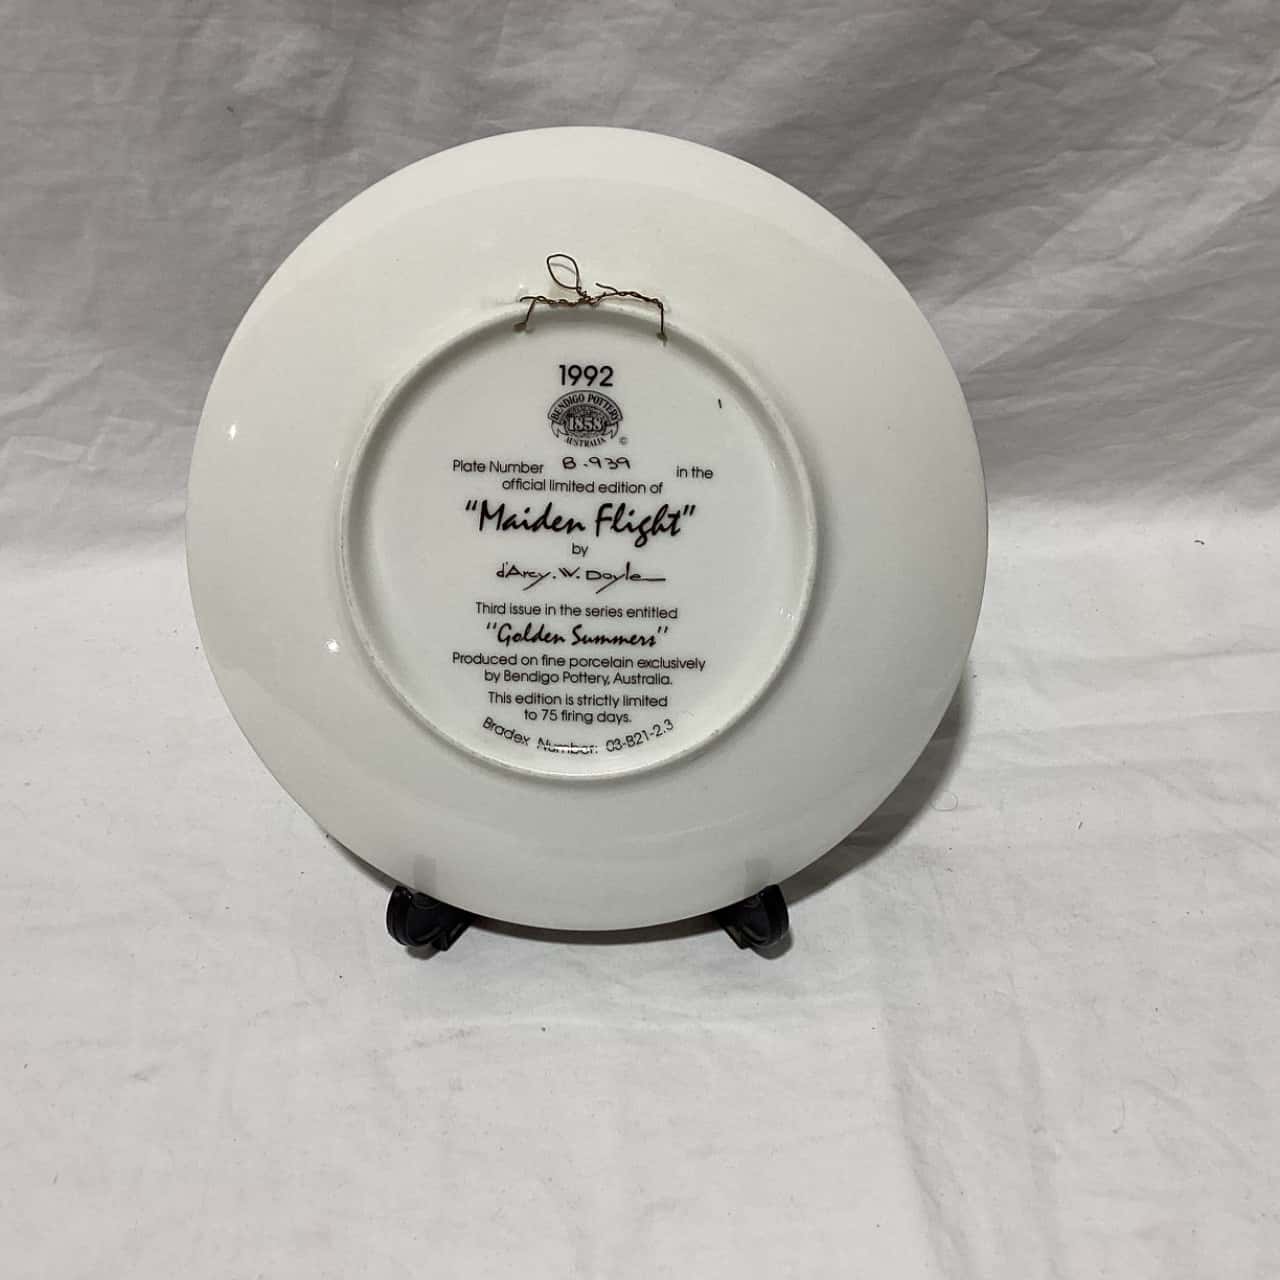 1992
BENDIGO POTTERY
1858
AUSTRALIA ©
Plate Number B.939 in the
official limited edition of
"Maiden Flight"
by
d'Arcy.W.Doyle
Third issue in the series entitled
"Golden Summers"
Produced on fine porcelain exclusively
by Bendigo Pottery, Australia.
This edition is strictly limited
to 75 firing days.
Bradex Number: 03-B21-2.3